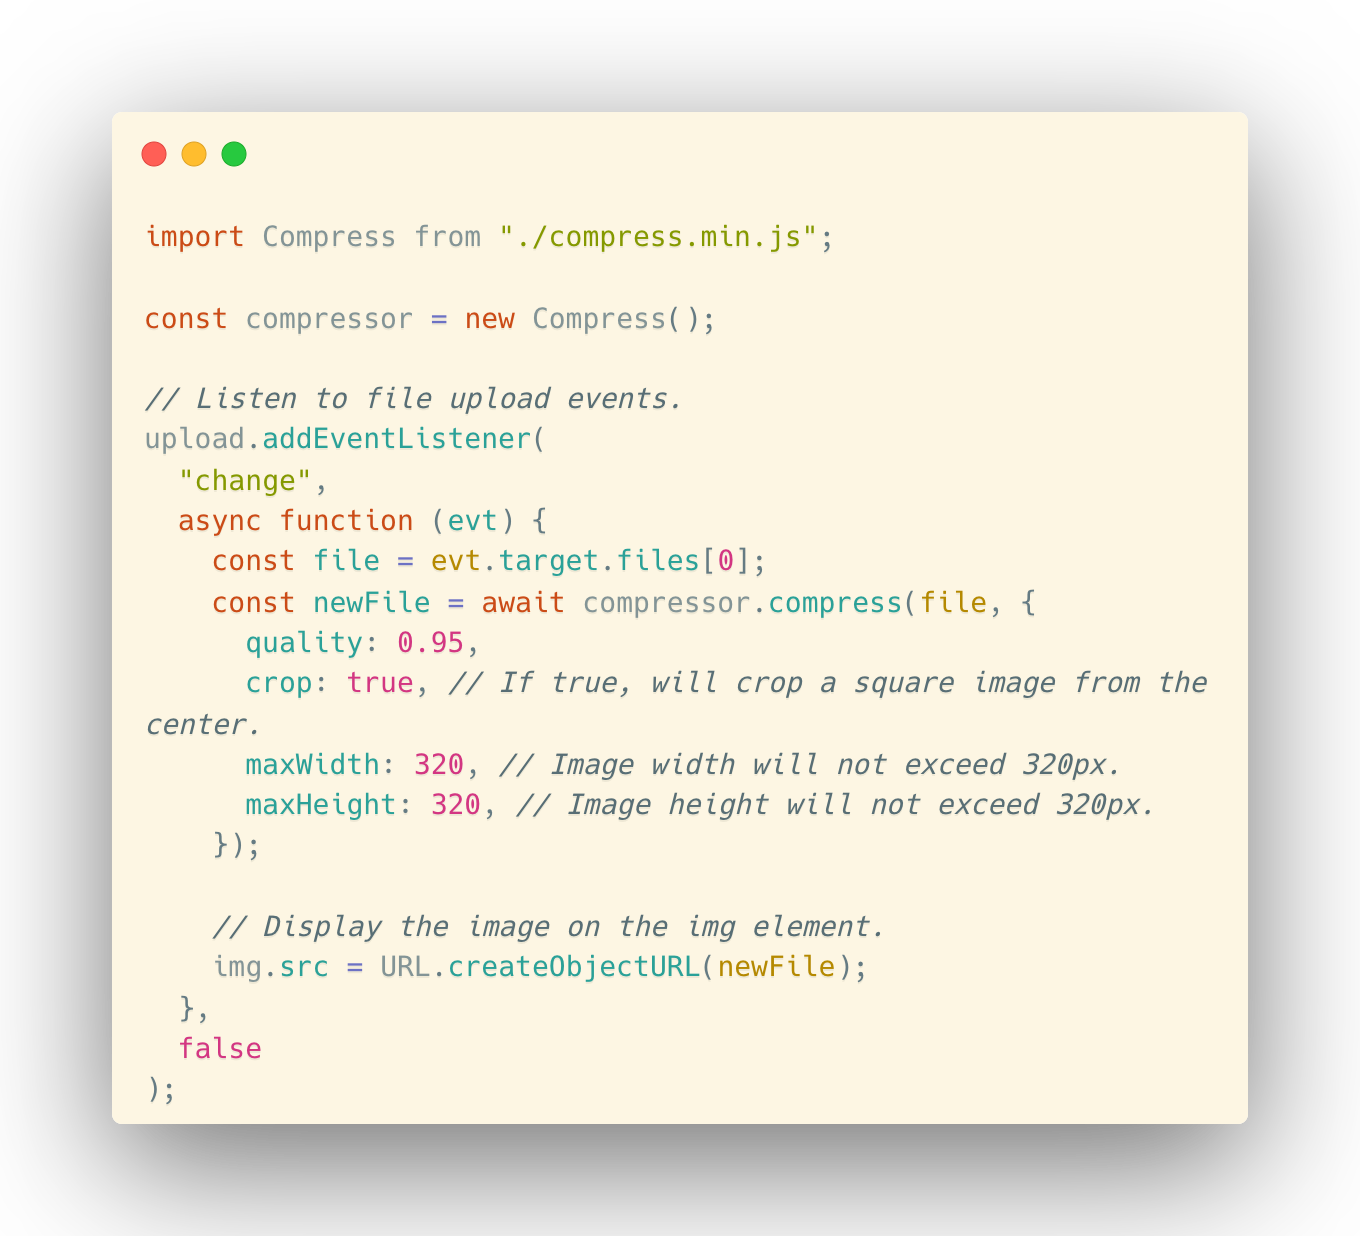 import Compress from "./compress.min.js";
const compressor = new Compress();
// Listen to file upload events.
upload.addEventListener(
  "change",
  async function (evt) {
    const file = evt.target.files[0];
    const newFile = await compressor.compress(file, {
      quality: 0.95,
      crop: true, // If true, will crop a square image from the
center.
      maxWidth: 320, // Image width will not exceed 320px.
      maxHeight: 320, // Image height will not exceed 320px.
    });
    // Display the image on the img element.
    img.src = URL.createObjectURL(newFile);
  },
  false
);